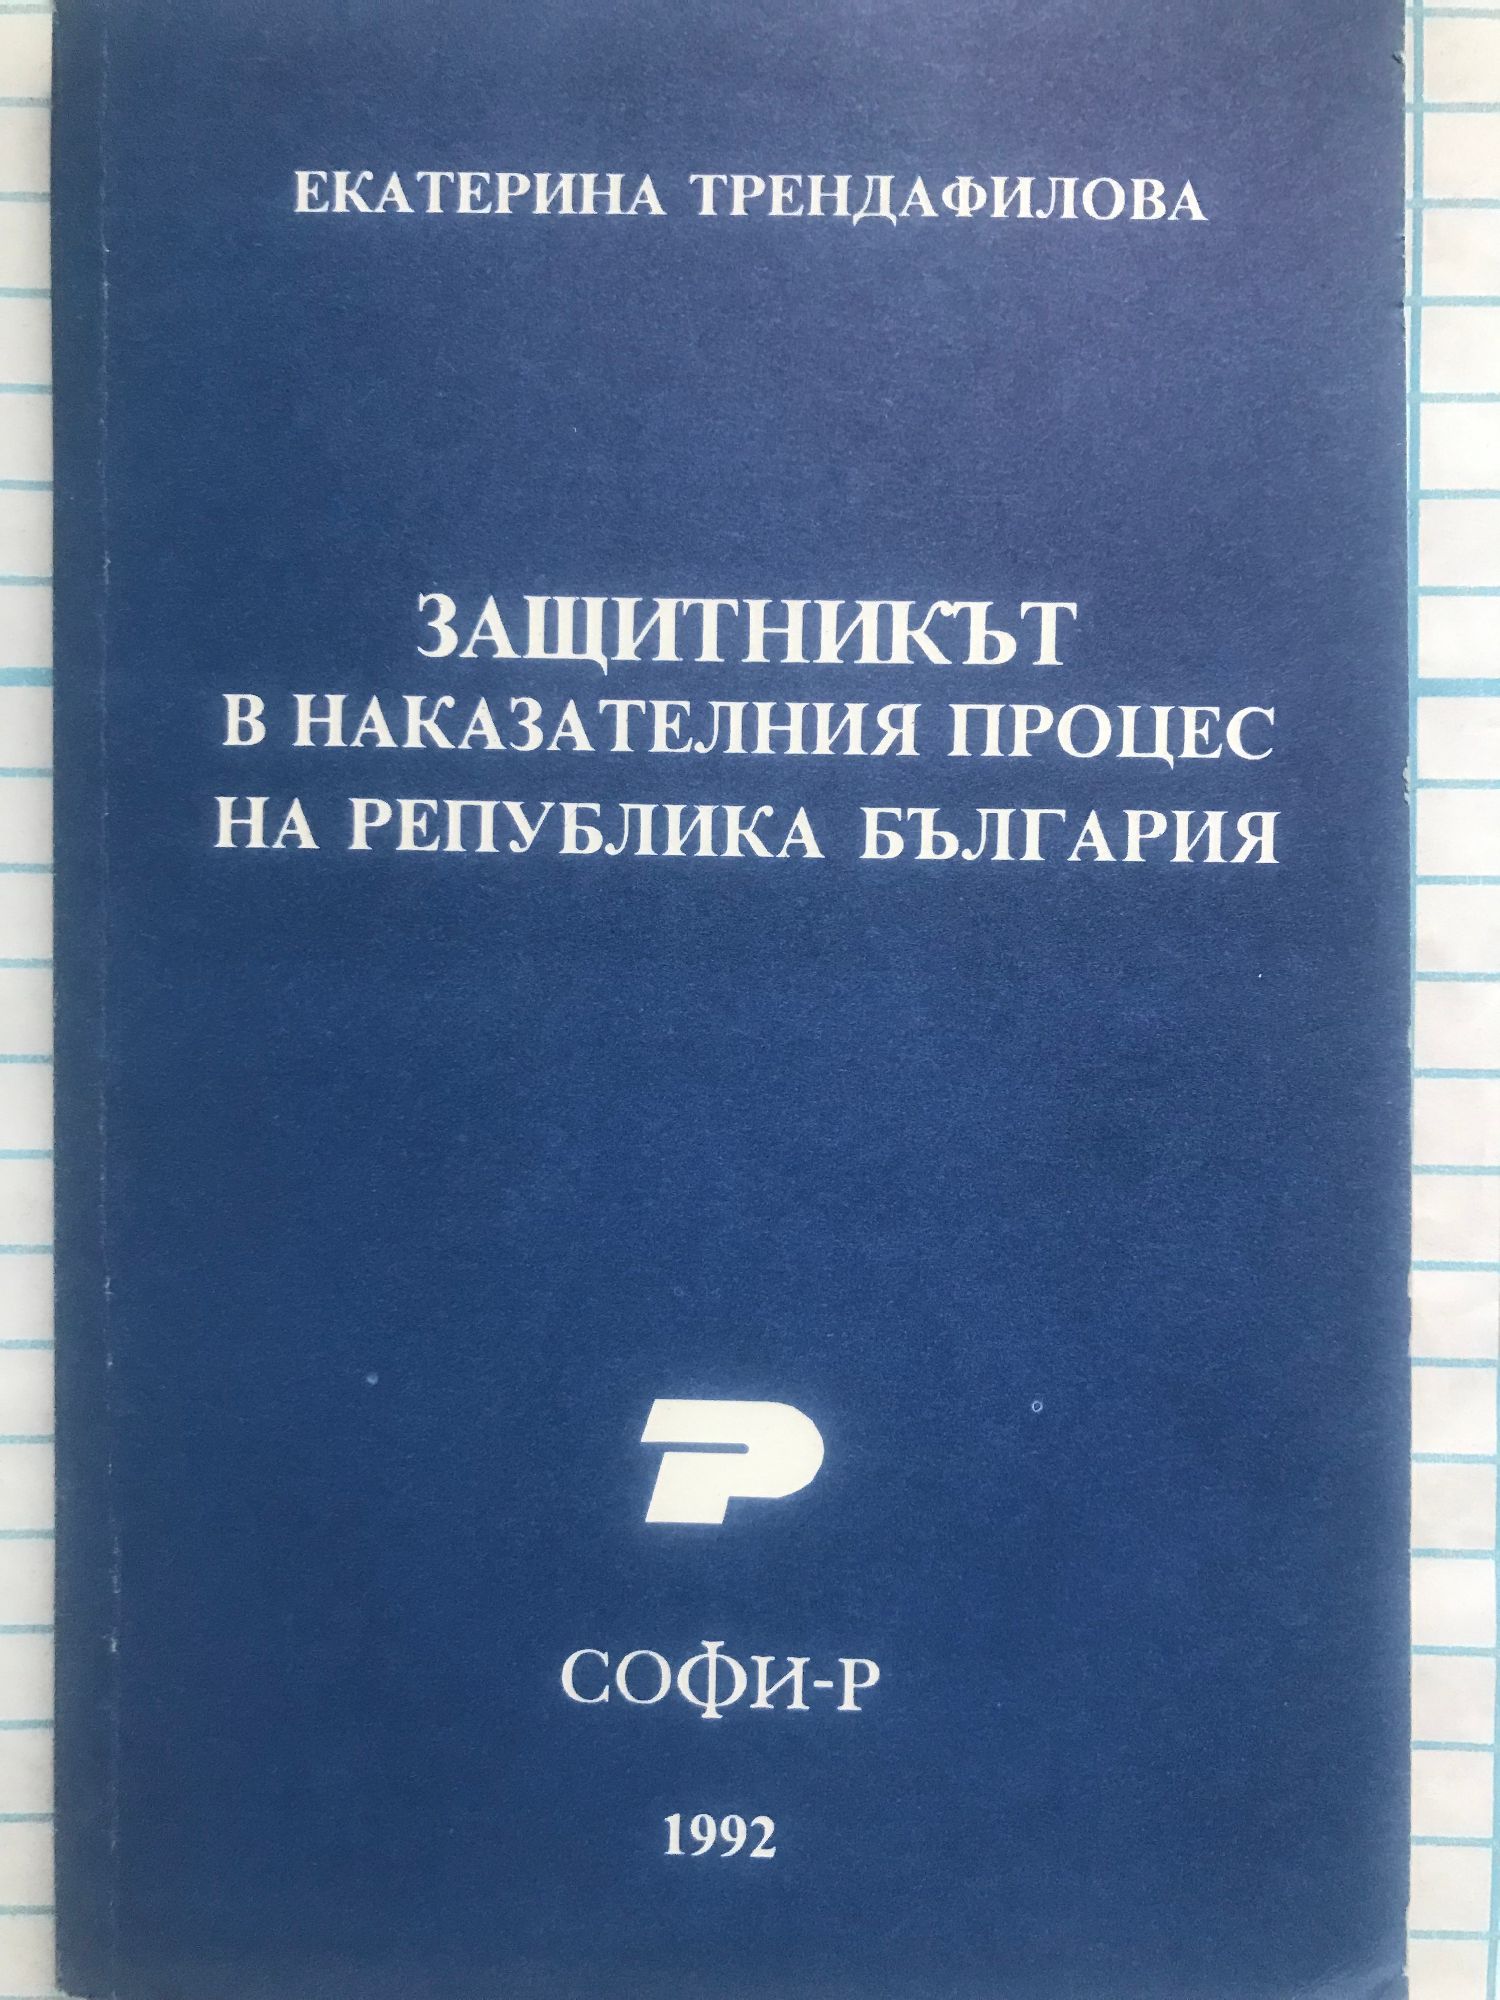 ЕКАТЕРИНА ТРЕНДАФИЛОВА
ЗАЩИТНИКЪТ
В НАКАЗАТЕЛНИЯ ПРОЦЕС
НА РЕПУБЛИКА БЪЛГАРИЯ
Р
СОФИ-Р
1992